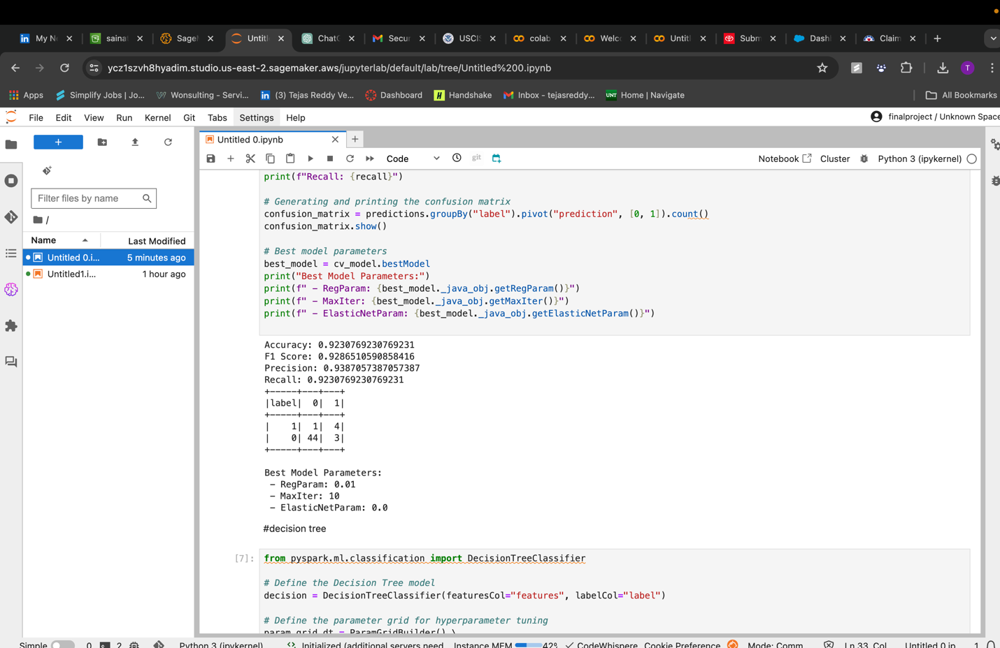 My N
saina
Sage
Untitl
ChatG
Secur
USCIS
colab
Welc
Untitl
Subm
Dashl
Claim
ycz1szvh8hyadim.studio.us-east-2.sagemaker.aws/jupyterlab/default/lab/tree/Untitled%200.ipynb
T
Apps
Simplify Jobs | Jo...
Wonsulting - Servi...
(3) Tejas Reddy Ve...
Dashboard
Handshake
Inbox - tejasreddy...
UNT
Home | Navigate
All Bookmarks
File Edit View Run Kernel Git Tabs Settings Help
finalproject / Unknown Space
Untitled 0.ipynb
Code
git
Notebook
Cluster
Python 3 (ipykernel)
Filter files by name
/
Name
Last Modified
Untitled 0.i... 5 minutes ago
Untitled1.i... 1 hour ago
print(f"Recall: {recall}")
# Generating and printing the confusion matrix
confusion_matrix = predictions.groupBy("label").pivot("prediction", [0, 1]).count()
confusion_matrix.show()
# Best model parameters
best_model = cv_model.bestModel
print("Best Model Parameters:")
print(f" - RegParam: {best_model._java_obj.getRegParam()}")
print(f" - MaxIter: {best_model._java_obj.getMaxIter()}")
print(f" - ElasticNetParam: {best_model._java_obj.getElasticNetParam()}")
Accuracy: 0.9230769230769231
F1 Score: 0.9286510590858416
Precision: 0.9387057387057387
Recall: 0.9230769230769231
+-----+---+---+
|label|  0|  1|
+-----+---+---+
|    1|  1|  4|
|    0| 44|  3|
+-----+---+---+
Best Model Parameters:
- RegParam: 0.01
- MaxIter: 10
- ElasticNetParam: 0.0
#decision tree
[7]:
from pyspark.ml.classification import DecisionTreeClassifier
# Define the Decision Tree model
decision = DecisionTreeClassifier(featuresCol="features", labelCol="label")
# Define the parameter grid for hyperparameter tuning
param_grid_dt = ParamGridBuilder() \
Simple
0
2
Python 3 (ipykernel)
Initialized (additional servers need
Instance MEM
42%
CodeWhispere
Cookie Preference
Mode: Comm
Ln 33, Col
Untitled 0.ip
1